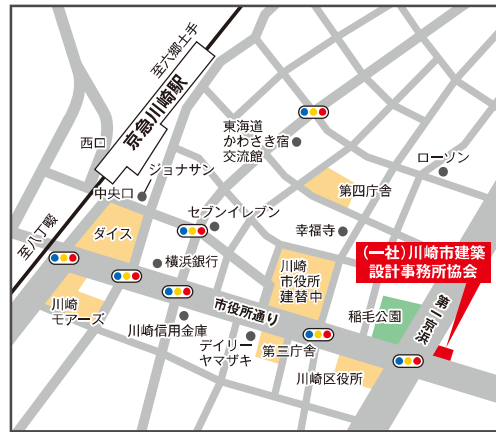 至六郷土手
京急川崎駅
西口
東海道
かわさき宿
交流館
ローソン
ジョナサン
中央口
第四庁舎
至八丁畷
セブンイレブン
ダイス
幸福寺
(一社)川崎市建築
設計事務所協会
横浜銀行
川崎
市役所
建替中
川崎
モアーズ
市役所通り
稲毛公園
第一京浜
川崎信用金庫
デイリー
ヤマザキ
第三庁舎
川崎区役所